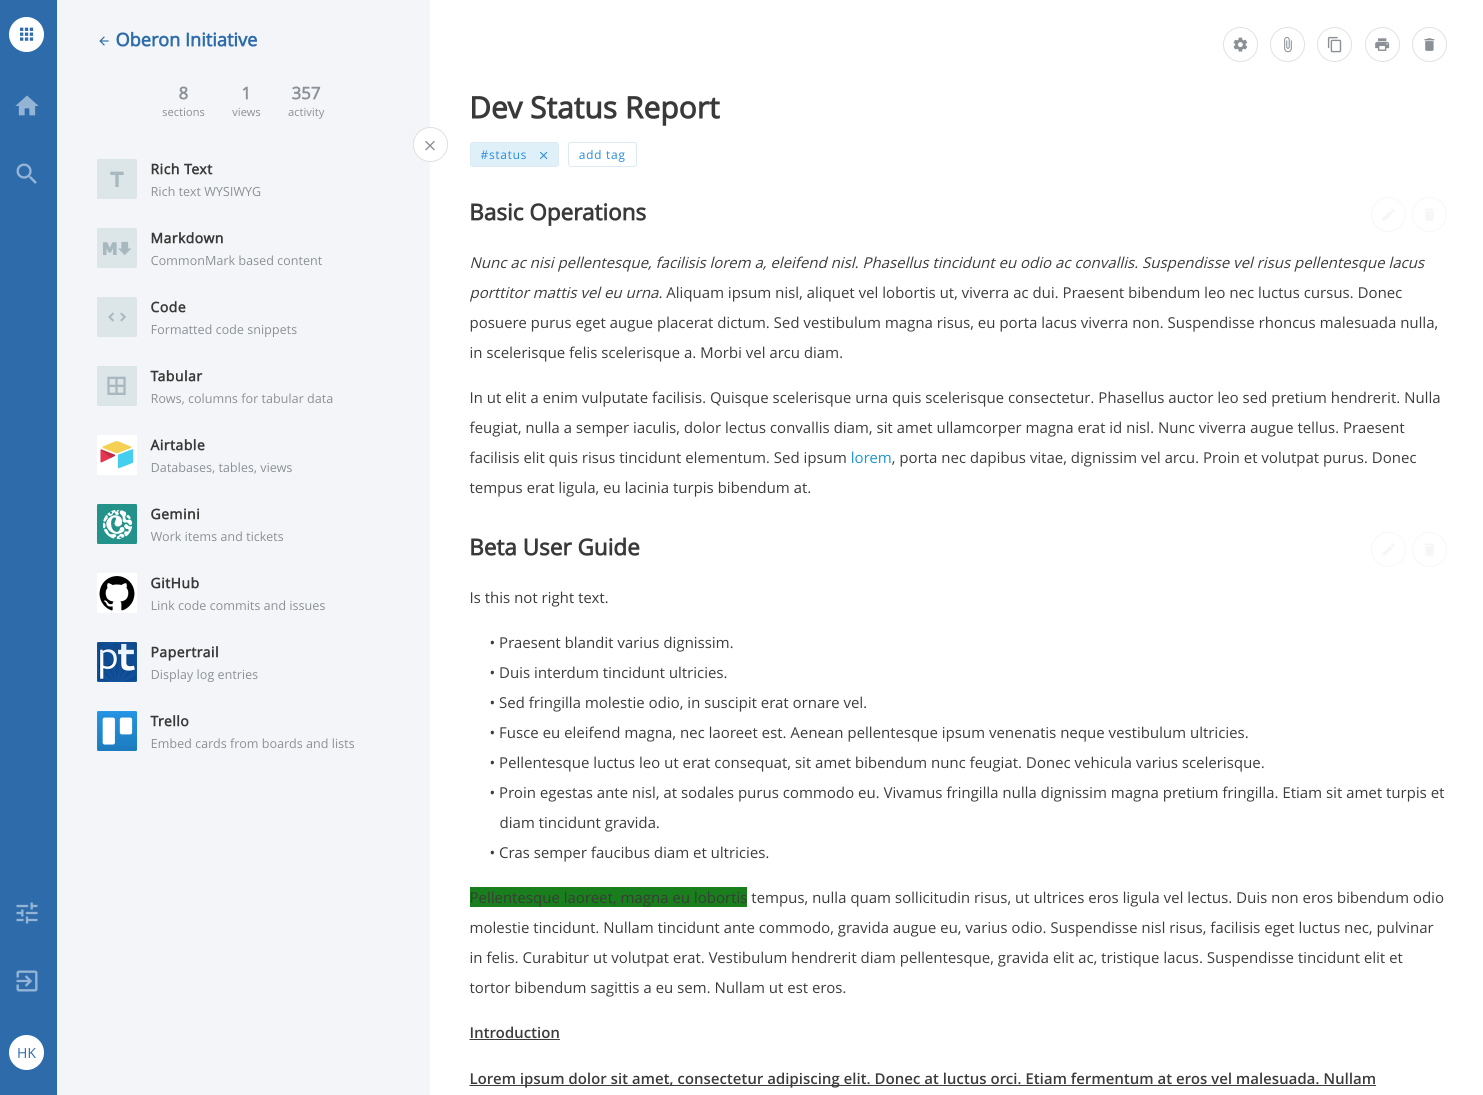 Oberon Initiative
8 1 357
sections views activity
Rich Text
Rich text WYSIWYG
Markdown
CommonMark based content
Code
Formatted code snippets
Tabular
Rows, columns for tabular data
Airtable
Databases, tables, views
Gemini
Work items and tickets
GitHub
Link code commits and issues
pt
Papertrail
Display log entries
Trello
Embed cards from boards and lists
HK
Dev Status Report
#status × add tag
Basic Operations
Nunc ac nisi pellentesque, facilisis lorem a, eleifend nisl. Phasellus tincidunt eu odio ac convallis. Suspendisse vel risus pellentesque lacus
porttitor mattis vel eu urna. Aliquam ipsum nisl, aliquet vel lobortis ut, viverra ac dui. Praesent bibendum leo nec luctus cursus. Donec
posuere purus eget augue placerat dictum. Sed vestibulum magna risus, eu porta lacus viverra non. Suspendisse rhoncus malesuada nulla,
in scelerisque felis scelerisque a. Morbi vel arcu diam.
In ut elit a enim vulputate facilisis. Quisque scelerisque urna quis scelerisque consectetur. Phasellus auctor leo sed pretium hendrerit. Nulla
feugiat, nulla a semper iaculis, dolor lectus convallis diam, sit amet ullamcorper magna erat id nisl. Nunc viverra augue tellus. Praesent
facilisis elit quis risus tincidunt elementum. Sed ipsum lorem, porta nec dapibus vitae, dignissim vel arcu. Proin et volutpat purus. Donec
tempus erat ligula, eu lacinia turpis bibendum at.
Beta User Guide
Is this not right text.
• Praesent blandit varius dignissim.
• Duis interdum tincidunt ultricies.
• Sed fringilla molestie odio, in suscipit erat ornare vel.
• Fusce eu eleifend magna, nec laoreet est. Aenean pellentesque ipsum venenatis neque vestibulum ultricies.
• Pellentesque luctus leo ut erat consequat, sit amet bibendum nunc feugiat. Donec vehicula varius scelerisque.
• Proin egestas ante nisl, at sodales purus commodo eu. Vivamus fringilla nulla dignissim magna pretium fringilla. Etiam sit amet turpis et
diam tincidunt gravida.
• Cras semper faucibus diam et ultricies.
Pellentesque laoreet, magna eu lobortis tempus, nulla quam sollicitudin risus, ut ultrices eros ligula vel lectus. Duis non eros bibendum odio
molestie tincidunt. Nullam tincidunt ante commodo, gravida augue eu, varius odio. Suspendisse nisl risus, facilisis eget luctus nec, pulvinar
in felis. Curabitur ut volutpat erat. Vestibulum hendrerit diam pellentesque, gravida elit ac, tristique lacus. Suspendisse tincidunt elit et
tortor bibendum sagittis a eu sem. Nullam ut est eros.
Introduction
Lorem ipsum dolor sit amet, consectetur adipiscing elit. Donec at luctus orci. Etiam fermentum at eros vel malesuada. Nullam